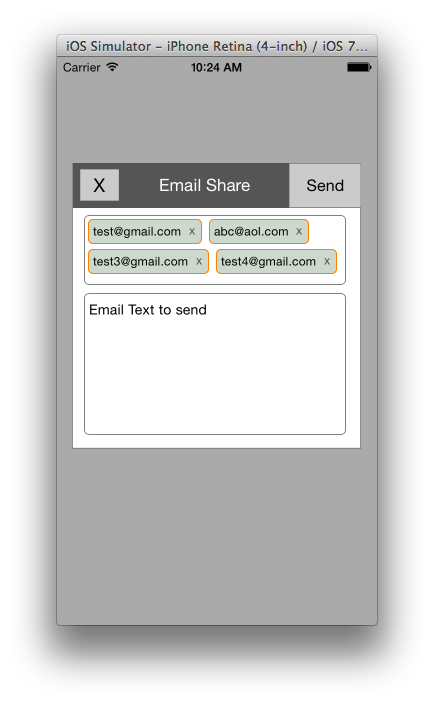 iOS Simulator - iPhone Retina (4-inch) / iOS 7...
Carrier 10:24 AM
X Email Share Send
test@gmail.com x abc@aol.com x
test3@gmail.com x test4@gmail.com x
Email Text to send